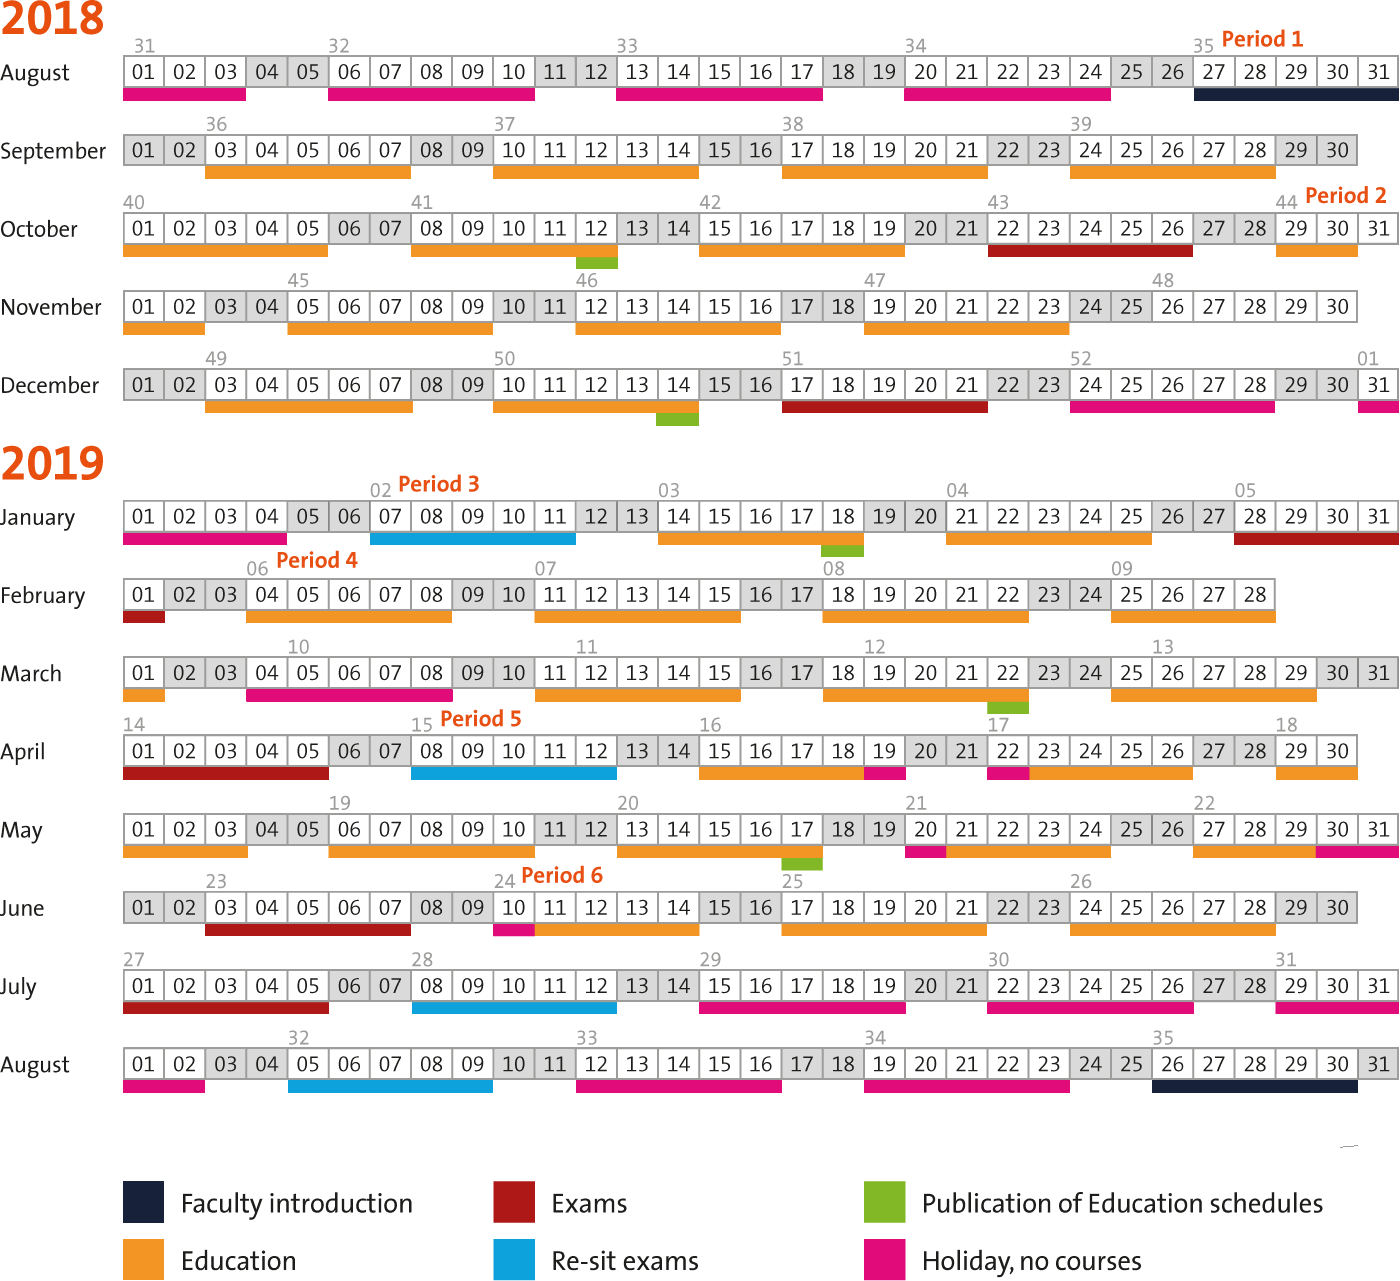 2018
31 32 33 34 35 Period 1
August 01 02 03 04 05 06 07 08 09 10 11 12 13 14 15 16 17 18 19 20 21 22 23 24 25 26 27 28 29 30 31
36 37 38 39
September 01 02 03 04 05 06 07 08 09 10 11 12 13 14 15 16 17 18 19 20 21 22 23 24 25 26 27 28 29 30
40 41 42 43 44 Period 2
October 01 02 03 04 05 06 07 08 09 10 11 12 13 14 15 16 17 18 19 20 21 22 23 24 25 26 27 28 29 30 31
45 46 47 48
November 01 02 03 04 05 06 07 08 09 10 11 12 13 14 15 16 17 18 19 20 21 22 23 24 25 26 27 28 29 30
49 50 51 52 01
December 01 02 03 04 05 06 07 08 09 10 11 12 13 14 15 16 17 18 19 20 21 22 23 24 25 26 27 28 29 30 31
2019
02 Period 3 03 04 05
January 01 02 03 04 05 06 07 08 09 10 11 12 13 14 15 16 17 18 19 20 21 22 23 24 25 26 27 28 29 30 31
06 Period 4 07 08 09
February 01 02 03 04 05 06 07 08 09 10 11 12 13 14 15 16 17 18 19 20 21 22 23 24 25 26 27 28
10 11 12 13
March 01 02 03 04 05 06 07 08 09 10 11 12 13 14 15 16 17 18 19 20 21 22 23 24 25 26 27 28 29 30 31
14 15 Period 5 16 17 18
April 01 02 03 04 05 06 07 08 09 10 11 12 13 14 15 16 17 18 19 20 21 22 23 24 25 26 27 28 29 30
19 20 21 22
May 01 02 03 04 05 06 07 08 09 10 11 12 13 14 15 16 17 18 19 20 21 22 23 24 25 26 27 28 29 30 31
23 24 Period 6 25 26
June 01 02 03 04 05 06 07 08 09 10 11 12 13 14 15 16 17 18 19 20 21 22 23 24 25 26 27 28 29 30
27 28 29 30 31
July 01 02 03 04 05 06 07 08 09 10 11 12 13 14 15 16 17 18 19 20 21 22 23 24 25 26 27 28 29 30 31
32 33 34 35
August 01 02 03 04 05 06 07 08 09 10 11 12 13 14 15 16 17 18 19 20 21 22 23 24 25 26 27 28 29 30 31
Faculty introduction Exams Publication of Education schedules
Education Re-sit exams Holiday, no courses